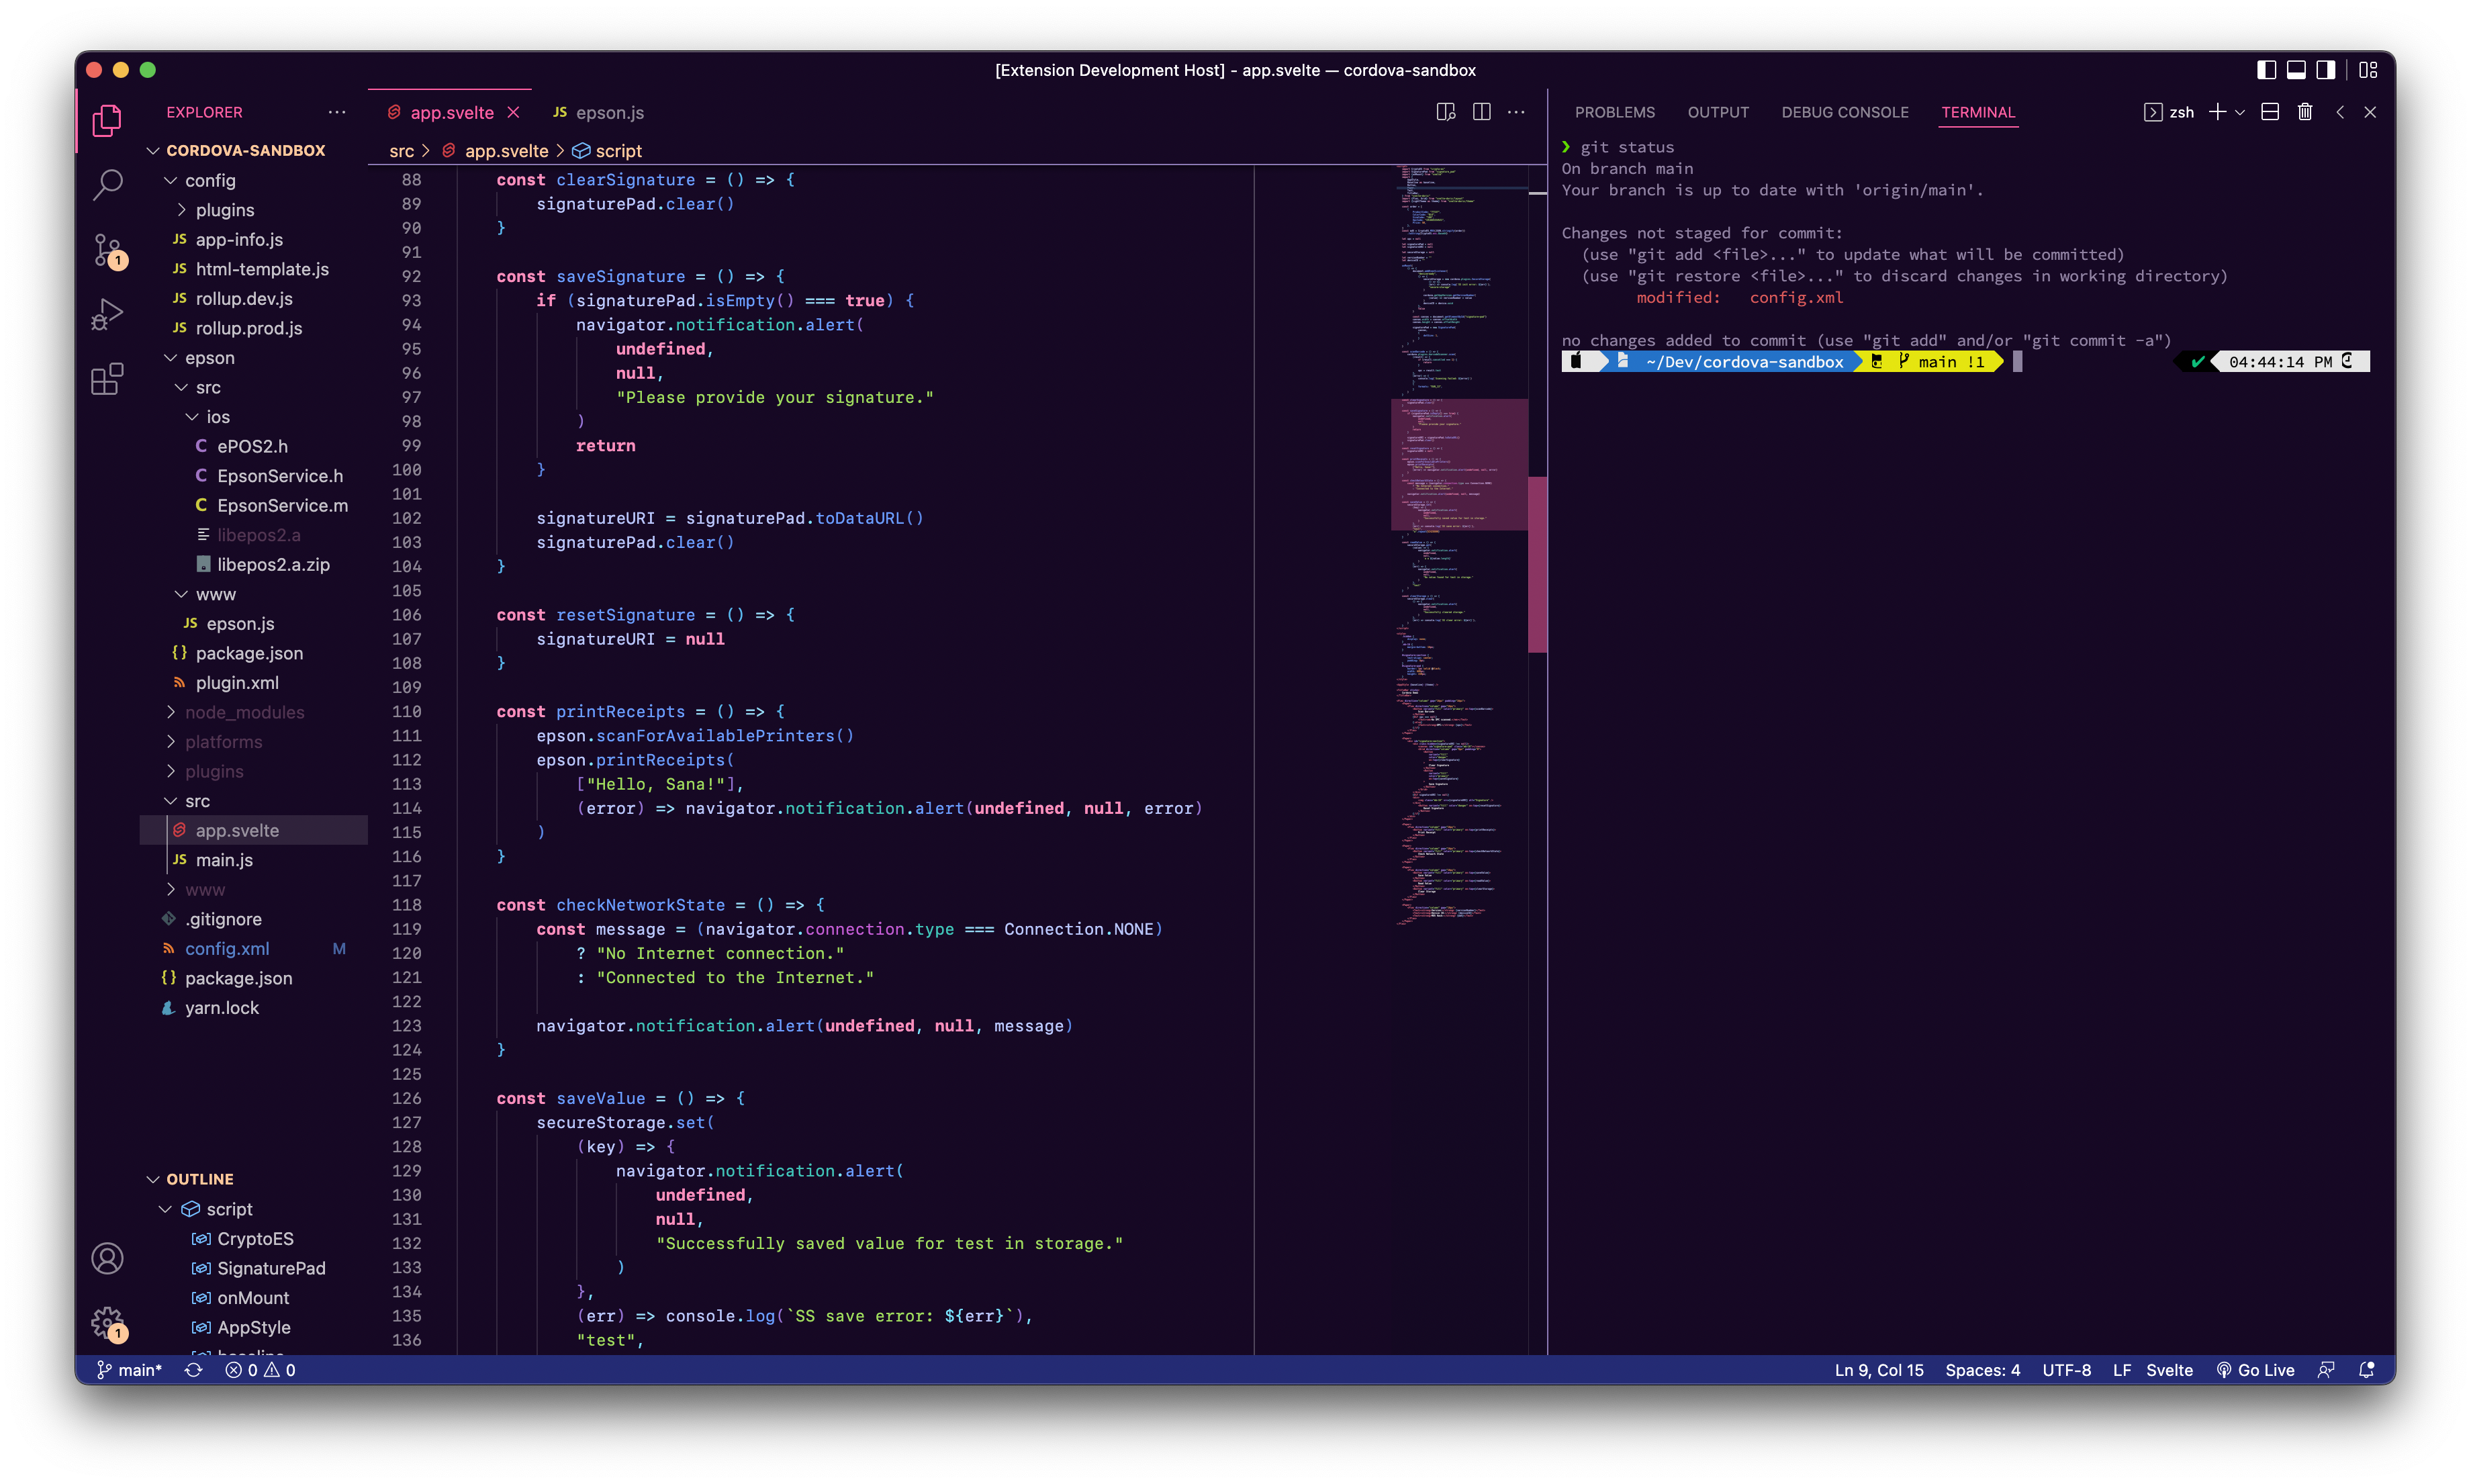 [Extension Development Host] - app.svelte — cordova-sandbox
EXPLORER
CORDOVA-SANDBOX
config
plugins
JS app-info.js
JS html-template.js
JS rollup.dev.js
JS rollup.prod.js
epson
src
ios
C ePOS2.h
C EpsonService.h
C EpsonService.m
libepos2.a
libepos2.a.zip
www
JS epson.js
{} package.json
plugin.xml
node_modules
platforms
plugins
src
app.svelte
JS main.js
www
.gitignore
config.xml M
{} package.json
yarn.lock
OUTLINE
script
CryptoES
SignaturePad
onMount
AppStyle
1
1
app.svelte
JS epson.js
src > app.svelte > script
88 const clearSignature = () => {
89 signaturePad.clear()
90 }
91
92 const saveSignature = () => {
93 if (signaturePad.isEmpty() === true) {
94 navigator.notification.alert(
95 undefined,
96 null,
97 "Please provide your signature."
98 )
99 return
100 }
101
102 signatureURI = signaturePad.toDataURL()
103 signaturePad.clear()
104 }
105
106 const resetSignature = () => {
107 signatureURI = null
108 }
109
110 const printReceipts = () => {
111 epson.scanForAvailablePrinters()
112 epson.printReceipts(
113 ["Hello, Sana!"],
114 (error) => navigator.notification.alert(undefined, null, error)
115 )
116 }
117
118 const checkNetworkState = () => {
119 const message = (navigator.connection.type === Connection.NONE)
120 ? "No Internet connection."
121 : "Connected to the Internet."
122
123 navigator.notification.alert(undefined, null, message)
124 }
125
126 const saveValue = () => {
127 secureStorage.set(
128 (key) => {
129 navigator.notification.alert(
130 undefined,
131 null,
132 "Successfully saved value for test in storage."
133 )
134 },
135 (err) => console.log(`SS save error: ${err}`),
136 "test",
PROBLEMS OUTPUT DEBUG CONSOLE TERMINAL zsh
❯ git status
On branch main
Your branch is up to date with 'origin/main'.
Changes not staged for commit:
(use "git add <file>..." to update what will be committed)
(use "git restore <file>..." to discard changes in working directory)
modified: config.xml
no changes added to commit (use "git add" and/or "git commit -a")
~/Dev/cordova-sandbox main !1 ✔ 04:44:14 PM
main* 0 0 Ln 9, Col 15 Spaces: 4 UTF-8 LF Svelte Go Live